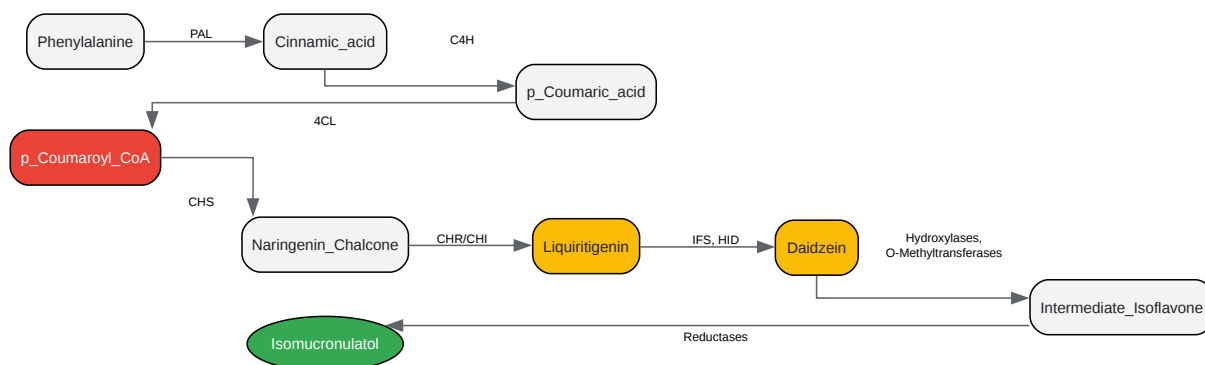 Phenylalanine
PAL
Cinnamic_acid
C4H
p_Coumaric_acid
4CL
p_Coumaroyl_CoA
CHS
Naringenin_Chalcone
CHR/CHI
Liquiritigenin
IFS, HID
Daidzein
Hydroxylases,
O-Methyltransferases
Intermediate_Isoflavone
Reductases
Isomucronulatol